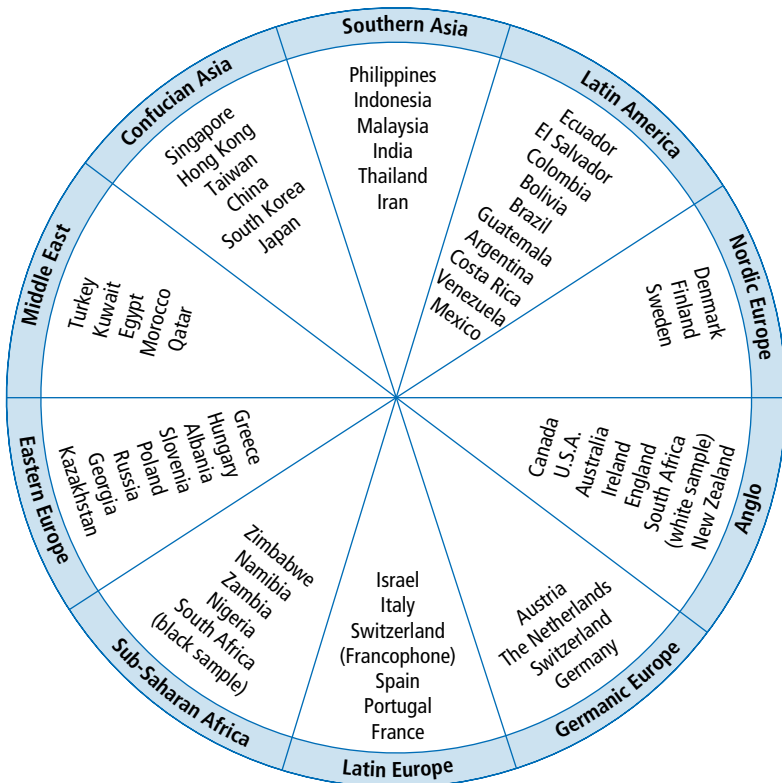 Southern Asia
Philippines
Indonesia
Malaysia
India
Thailand
Iran
Latin America
Ecuador
El Salvador
Colombia
Bolivia
Brazil
Guatemala
Argentina
Costa Rica
Venezuela
Mexico
Nordic Europe
Denmark
Finland
Sweden
Anglo
Canada
U.S.A.
Australia
Ireland
England
South Africa
(white sample)
New Zealand
Germanic Europe
Austria
The Netherlands
Switzerland
Germany
Latin Europe
Israel
Italy
Switzerland
(Francophone)
Spain
Portugal
France
Sub-Saharan Africa
Zimbabwe
Namibia
Zambia
Nigeria
South Africa
(black sample)
Eastern Europe
Greece
Hungary
Albania
Slovenia
Poland
Russia
Georgia
Kazakhstan
Middle East
Turkey
Kuwait
Egypt
Morocco
Qatar
Confucian Asia
Singapore
Hong Kong
Taiwan
China
South Korea
Japan